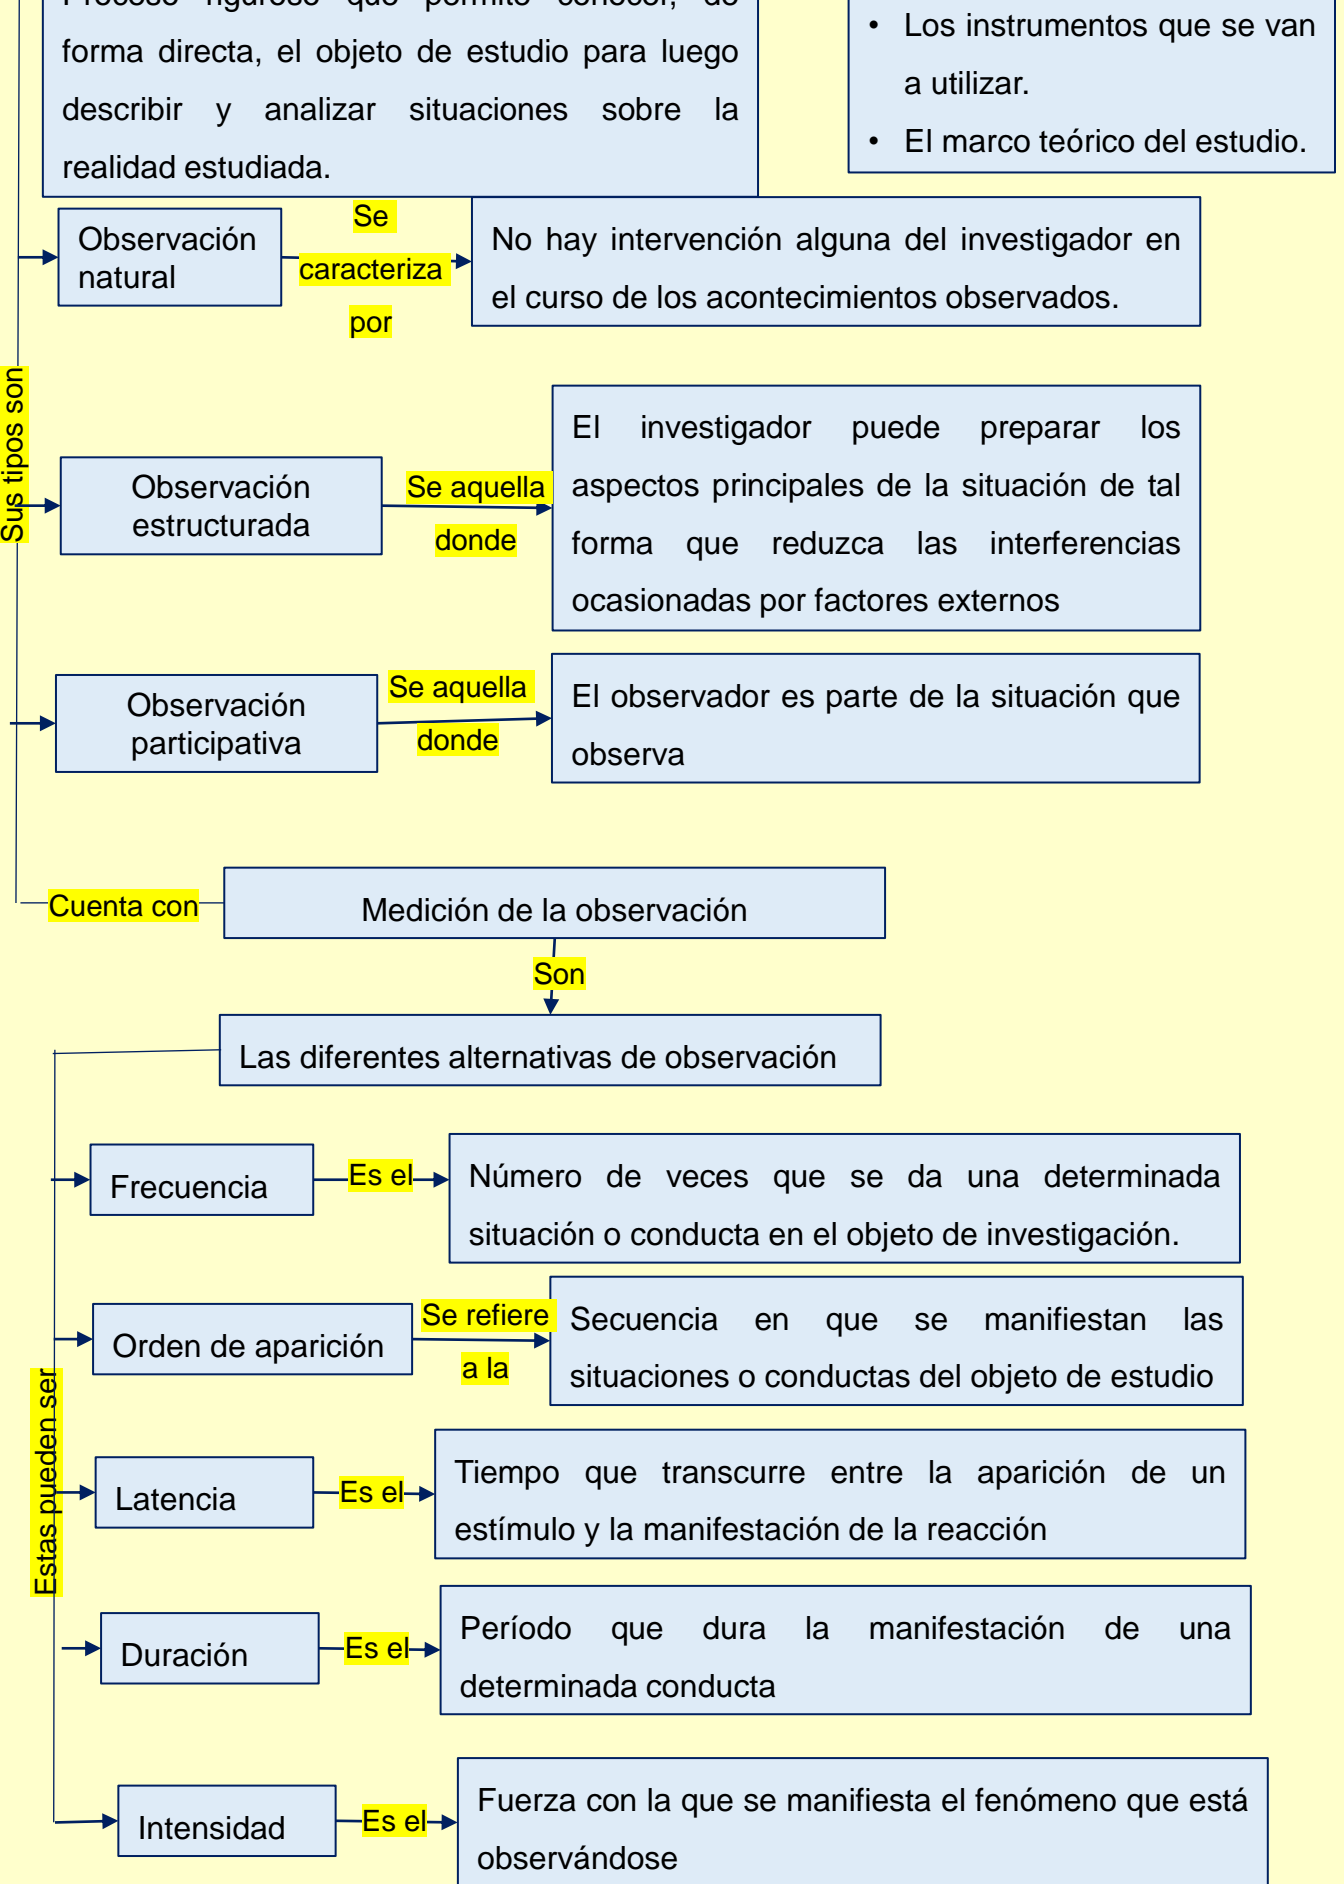 Proceso riguroso que permite conocer, de
forma directa, el objeto de estudio para luego
describir y analizar situaciones sobre la
realidad estudiada.
• Los instrumentos que se van
a utilizar.
• El marco teórico del estudio.
Sus tipos son
Observación
natural
Se
caracteriza
por
No hay intervención alguna del investigador en
el curso de los acontecimientos observados.
Observación
estructurada
Se aquella
donde
El investigador puede preparar los
aspectos principales de la situación de tal
forma que reduzca las interferencias
ocasionadas por factores externos
Observación
participativa
Se aquella
donde
El observador es parte de la situación que
observa
Cuenta con
Medición de la observación
Son
Las diferentes alternativas de observación
Estas pueden ser
Frecuencia
Es el
Número de veces que se da una determinada
situación o conducta en el objeto de investigación.
Orden de aparición
Se refiere
a la
Secuencia en que se manifiestan las
situaciones o conductas del objeto de estudio
Latencia
Es el
Tiempo que transcurre entre la aparición de un
estímulo y la manifestación de la reacción
Duración
Es el
Período que dura la manifestación de una
determinada conducta
Intensidad
Es el
Fuerza con la que se manifiesta el fenómeno que está
observándose